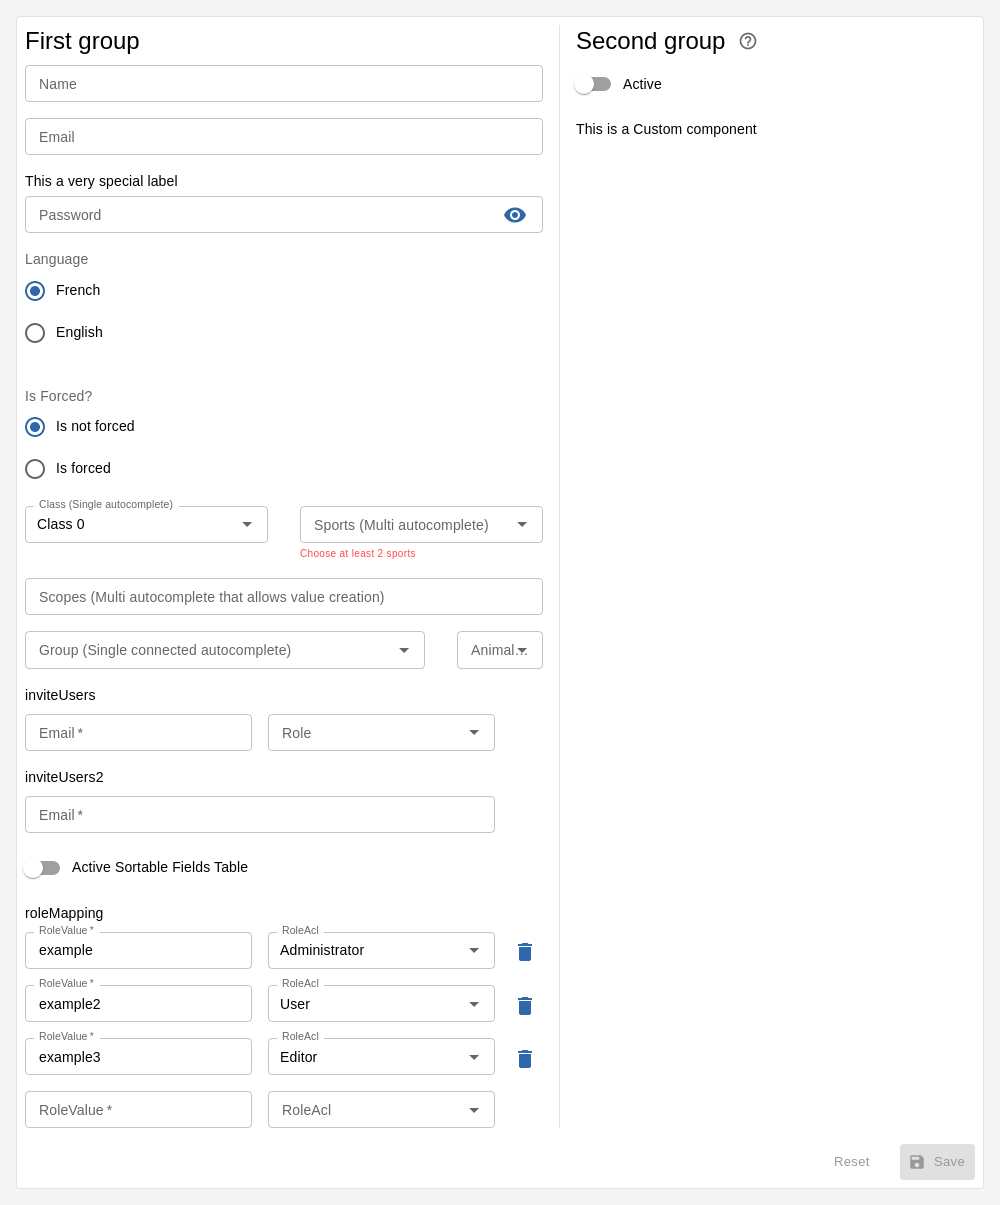 First group
Name
Email
This a very special label
Password
Language
French
English
Is Forced?
Is not forced
Is forced
Class (Single autocomplete)
Class 0
Sports (Multi autocomplete)
Choose at least 2 sports
Scopes (Multi autocomplete that allows value creation)
Group (Single connected autocomplete)
Animal...
inviteUsers
Email *
Role
inviteUsers2
Email *
Active Sortable Fields Table
roleMapping
RoleValue *
example
RoleAcl
Administrator
RoleValue *
example2
RoleAcl
User
RoleValue *
example3
RoleAcl
Editor
RoleValue *
RoleAcl
Second group
Active
This is a Custom component
Reset
Save